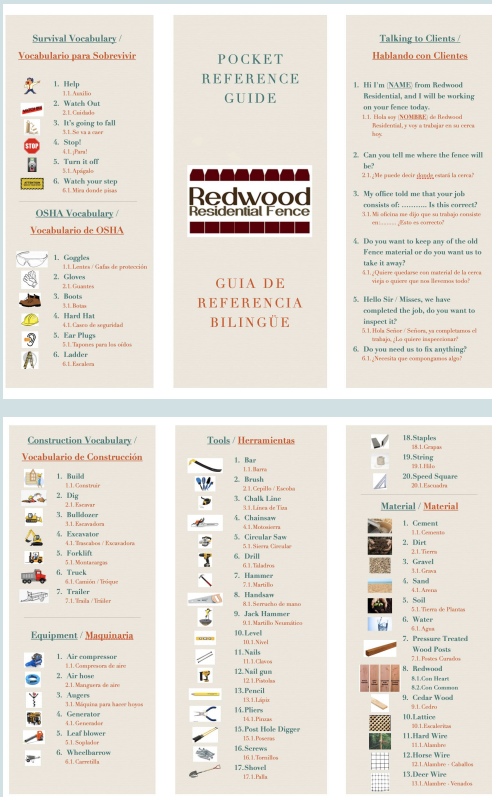 Survival Vocabulary /
Vocabulario para Sobrevivir
1. Help
1.1. Auxilio
2. Watch Out
2.1. Cuidado
3. It's going to fall
3.1. Se va a caer
STOP
4. Stop!
4.1. ¡Para!
5. Turn it off
5.1. Apágalo
6. Watch your step
6.1. Mira donde pisas
OSHA Vocabulary /
Vocabulario de OSHA
1. Goggles
1.1. Lentes / Gafas de protección
2. Gloves
2.1. Guantes
3. Boots
3.1. Botas
4. Hard Hat
4.1. Casco de seguridad
5. Ear Plugs
5.1. Tapones para los oídos
6. Ladder
6.1. Escalera
POCKET
REFERENCE
GUIDE
Redwood
Residential Fence
GUIA DE
REFERENCIA
BILINGÜE
Talking to Clients /
Hablando con Clientes
1. Hi I'm [NAME] from Redwood
Residential, and I will be working
on your fence today.
1.1. Hola soy [NOMBRE] de Redwood
Residential, y voy a trabajar en su cerca
hoy.
2. Can you tell me where the fence will
be?
2.1. ¿Me puede decir donde estará la cerca?
3. My office told me that your job
consists of: ........... Is this correct?
3.1. Mi oficina me dijo que su trabajo consiste
en:........ ¿Esto es correcto?
4. Do you want to keep any of the old
Fence material or do you want us to
take it away?
4.1. ¿Quiere quedarse con material de la cerca
vieja o quiere que nos llevemos todo?
5. Hello Sir / Misses, we have
completed the job, do you want to
inspect it?
5.1. Hola Señor / Señora, ya completamos el
trabajo, ¿Lo quiere inspeccionar?
6. Do you need us to fix anything?
6.1. ¿Necesita que compongamos algo?
Construction Vocabulary /
Vocabulario de Construcción
1. Build
1.1. Construir
2. Dig
2.1. Escavar
3. Bulldozer
3.1. Excavadora
4. Excavator
4.1. Trascabos / Excavadora
5. Forklift
5.1. Montacargas
6. Truck
6.1. Camión / Tróque
7. Trailer
7.1. Traila / Tráiler
Equipment / Maquinaria
1. Air compressor
1.1. Compresora de aire
2. Air hose
2.1. Manguera de aire
3. Augers
3.1. Máquina para hacer hoyos
4. Generator
4.1. Generador
5. Leaf blower
5.1. Soplador
6. Wheelbarrow
6.1. Carretilla
Tools / Herramientas
1. Bar
1.1. Barra
2. Brush
2.1. Cepillo / Escoba
3. Chalk Line
3.1. Línea de Tiza
4. Chainsaw
4.1. Motosierra
5. Circular Saw
5.1. Sierra Circular
6. Drill
6.1. Taladros
7. Hammer
7.1. Martillo
8. Handsaw
8.1. Serrucho de mano
9. Jack Hammer
9.1. Martillo Neumático
10. Level
10.1. Nivel
11. Nails
11.1. Clavos
12. Nail gun
12.1. Pistolas
13. Pencil
13.1. Lápiz
14. Pliers
14.1. Pinzas
15. Post Hole Digger
15.1. Poseras
16. Screws
16.1. Tornillos
17. Shovel
17.1. Palla
18. Staples
18.1. Grapas
19. String
19.1. Hilo
20. Speed Square
20.1. Escuadra
Material / Material
1. Cement
1.1. Cemento
2. Dirt
2.1. Tierra
3. Gravel
3.1. Grava
4. Sand
4.1. Arena
5. Soil
5.1. Tierra de Plantas
6. Water
6.1. Agua
7. Pressure Treated
Wood Posts
7.1. Postes Curados
8. Redwood
8.1. Con Heart
8.2. Con Common
9. Cedar Wood
9.1. Cedro
10. Lattice
10.1. Escalerina
11. Hard Wire
11.1. Alambre
12. Horse Wire
12.1. Alambre - Caballos
13. Deer Wire
13.1. Alambre - Venados